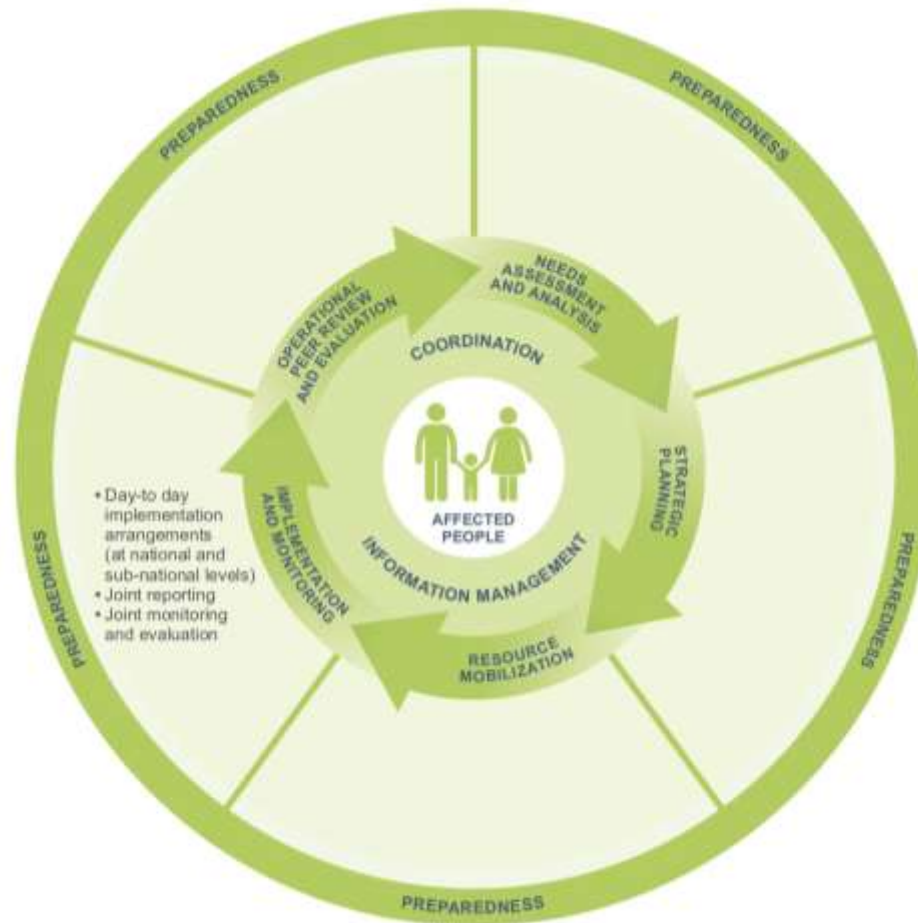 PREPAREDNESS
PREPAREDNESS
NEEDS
ASSESSMENT
AND ANALYSIS
OPERATIONAL
PEER REVIEW
AND EVALUATION
COORDINATION
STRATEGIC
PLANNING
AFFECTED
PEOPLE
IMPLEMENTATION
AND MONITORING
INFORMATION MANAGEMENT
• Day-to day
implementation
arrangements
(at national and
sub-national levels)
• Joint reporting
• Joint monitoring
and evaluation
PREPAREDNESS
PREPAREDNESS
RESOURCE
MOBILIZATION
PREPAREDNESS